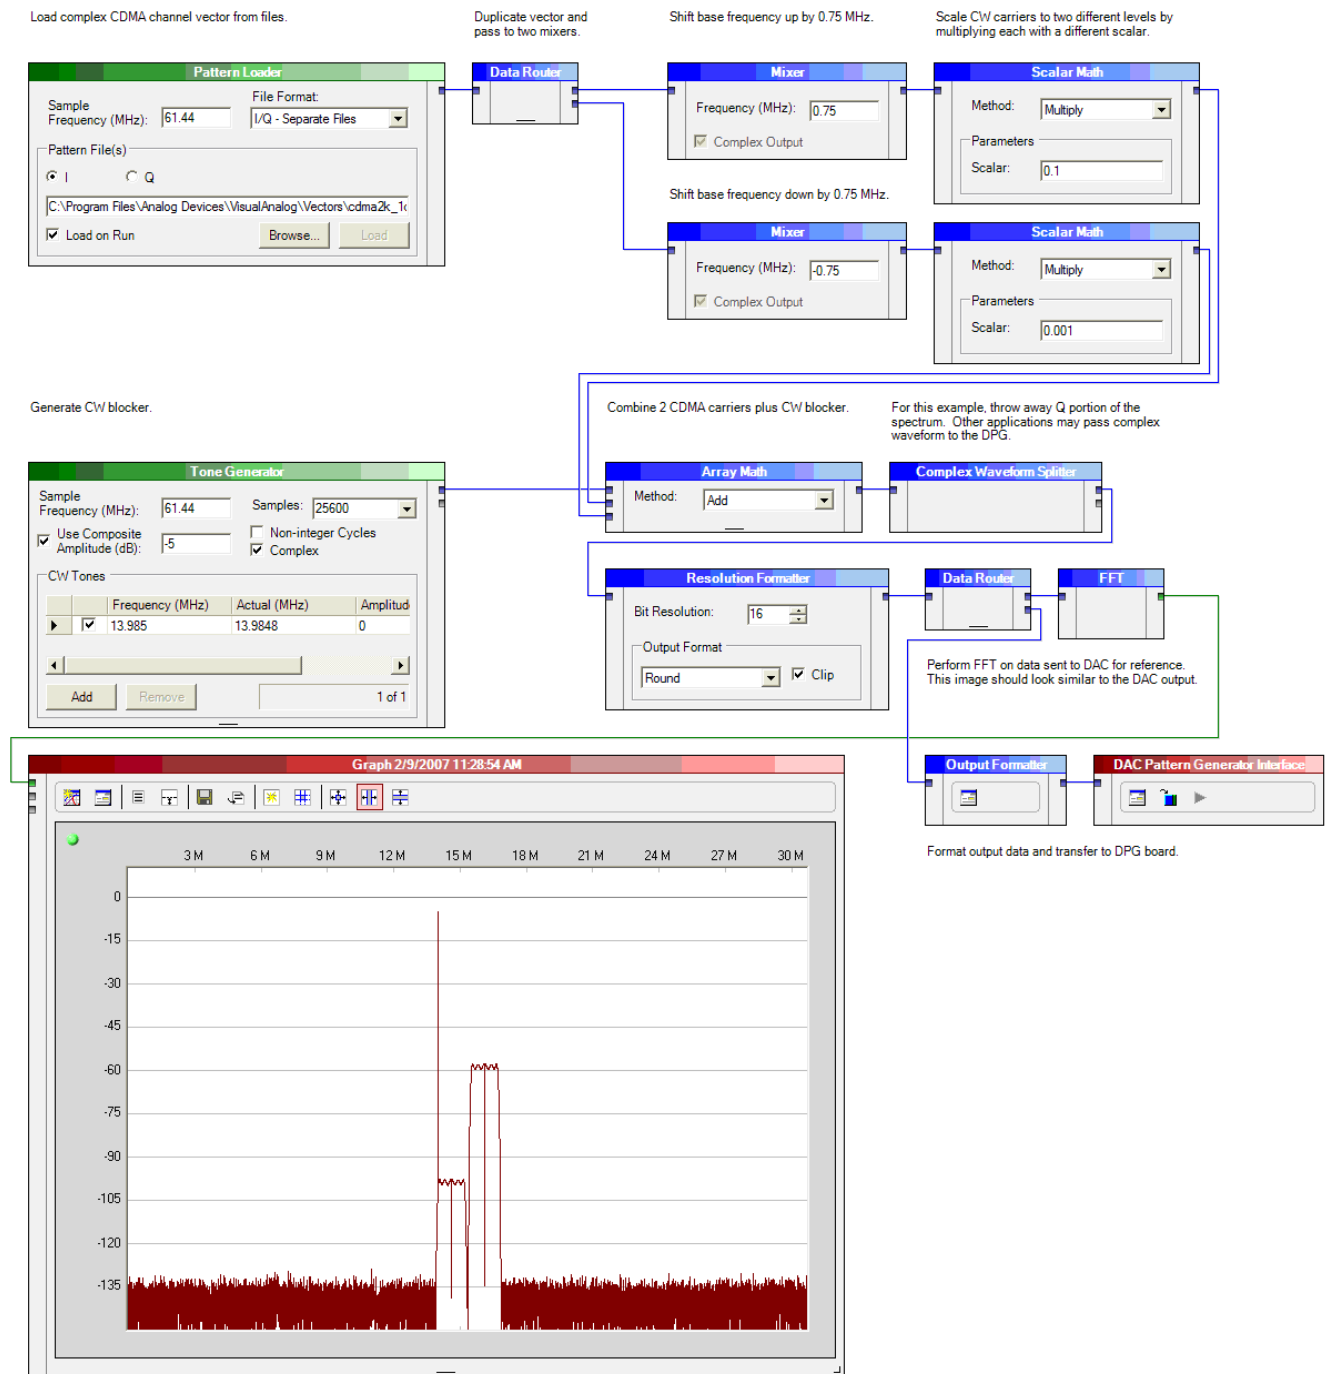 Load complex CDMA channel vector from files.
Duplicate vector and
pass to two mixers.
Shift base frequency up by 0.75 MHz.
Scale CW carriers to two different levels by
multiplying each with a different scalar.
Pattern Loader
Sample
Frequency (MHz):
61.44
File Format:
I/Q - Separate Files
Pattern File(s)
I
Q
C:\Program Files\Analog Devices\VisualAnalog\Vectors\cdma2k_1c
Load on Run
Browse...
Load
Data Router
Mixer
Frequency (MHz):
0.75
Complex Output
Scalar Math
Method:
Multiply
Parameters
Scalar:
0.1
Shift base frequency down by 0.75 MHz.
Mixer
Frequency (MHz):
-0.75
Complex Output
Scalar Math
Method:
Multiply
Parameters
Scalar:
0.001
Generate CW blocker.
Combine 2 CDMA carriers plus CW blocker.
For this example, throw away Q portion of the
spectrum. Other applications may pass complex
waveform to the DPG.
Tone Generator
Sample
Frequency (MHz):
61.44
Samples:
25600
Use Composite
Amplitude (dB):
-5
Non-integer Cycles
Complex
CW Tones
Frequency (MHz) Actual (MHz) Amplitud
13.985 13.9848 0
Add
Remove
1 of 1
Array Math
Method:
Add
Complex Waveform Splitter
Resolution Formatter
Bit Resolution:
16
Output Format
Round
Clip
Data Router
FFT
Perform FFT on data sent to DAC for reference.
This image should look similar to the DAC output.
Graph 2/9/2007 11:28:54 AM
Output Formatter
DAC Pattern Generator Interface
Format output data and transfer to DPG board.
3 M 6 M 9 M 12 M 15 M 18 M 21 M 24 M 27 M 30 M
0
-15
-30
-45
-60
-75
-90
-105
-120
-135